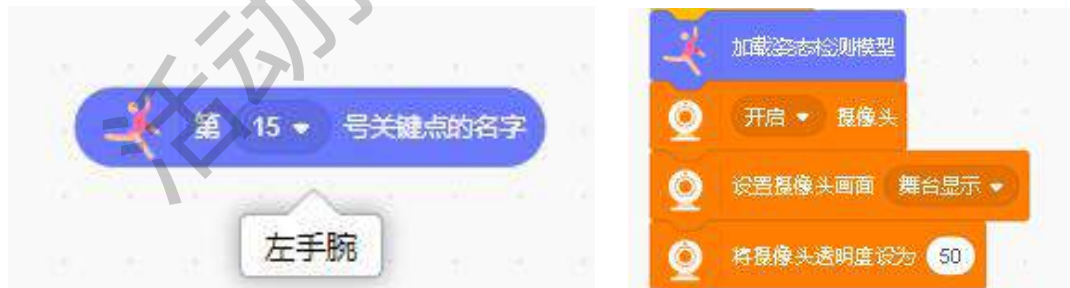 活动
第 15 号关键点的名字
左手腕
加载姿态检测模型
开启 摄像头
设置摄像头画面 舞台显示
将摄像头透明度设为 50